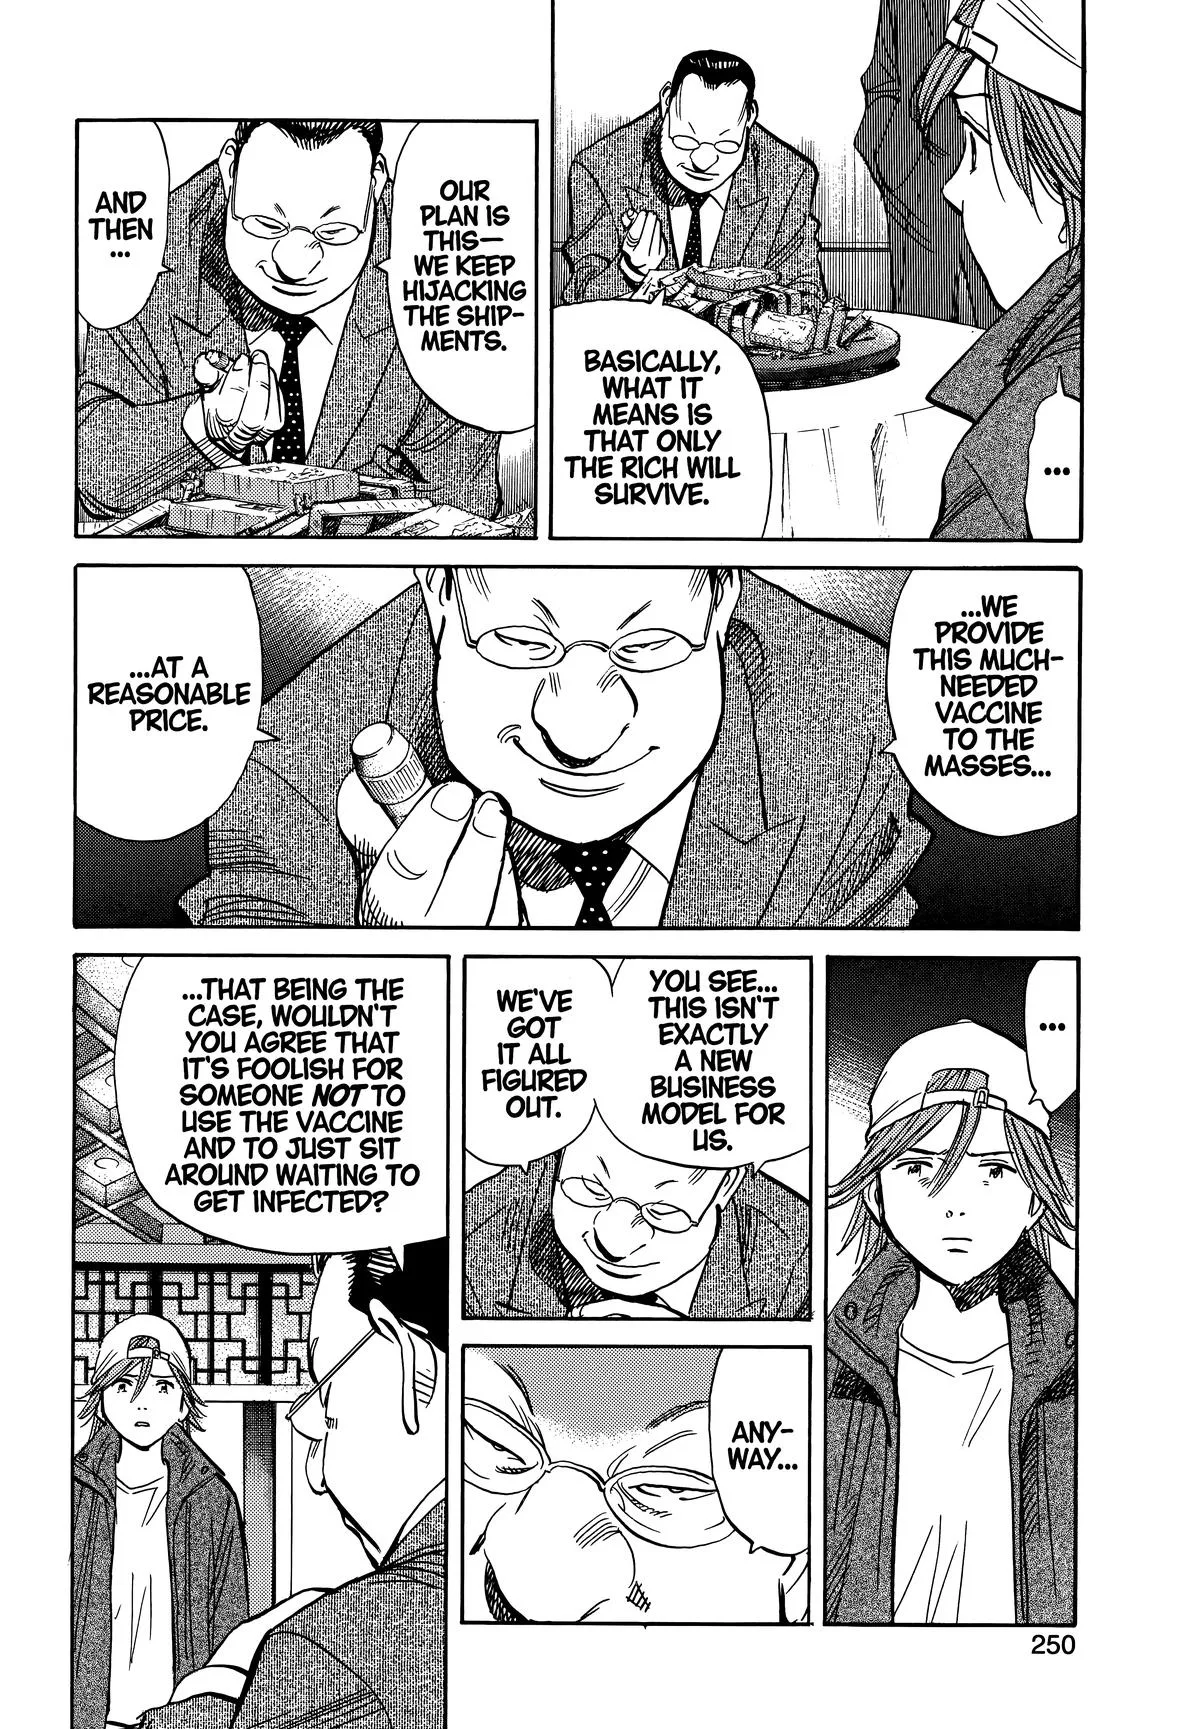 BASICALLY,
WHAT IT
MEANS IS
THAT ONLY
THE RICH WILL
SURVIVE.
...
OUR
PLAN IS
THIS—
WE KEEP
HIJACKING
THE SHIP-
MENTS.
AND
THEN
...
...WE
PROVIDE
THIS MUCH-
NEEDED
VACCINE
TO THE
MASSES...
...AT A
REASONABLE
PRICE.
...
YOU SEE...
THIS ISN'T
EXACTLY
A NEW
BUSINESS
MODEL FOR
US.
WE'VE
GOT
IT ALL
FIGURED
OUT.
ANY-
WAY...
...THAT BEING THE
CASE, WOULDN'T
YOU AGREE THAT
IT'S FOOLISH FOR
SOMEONE NOT TO
USE THE VACCINE
AND TO JUST SIT
AROUND WAITING TO
GET INFECTED?
250